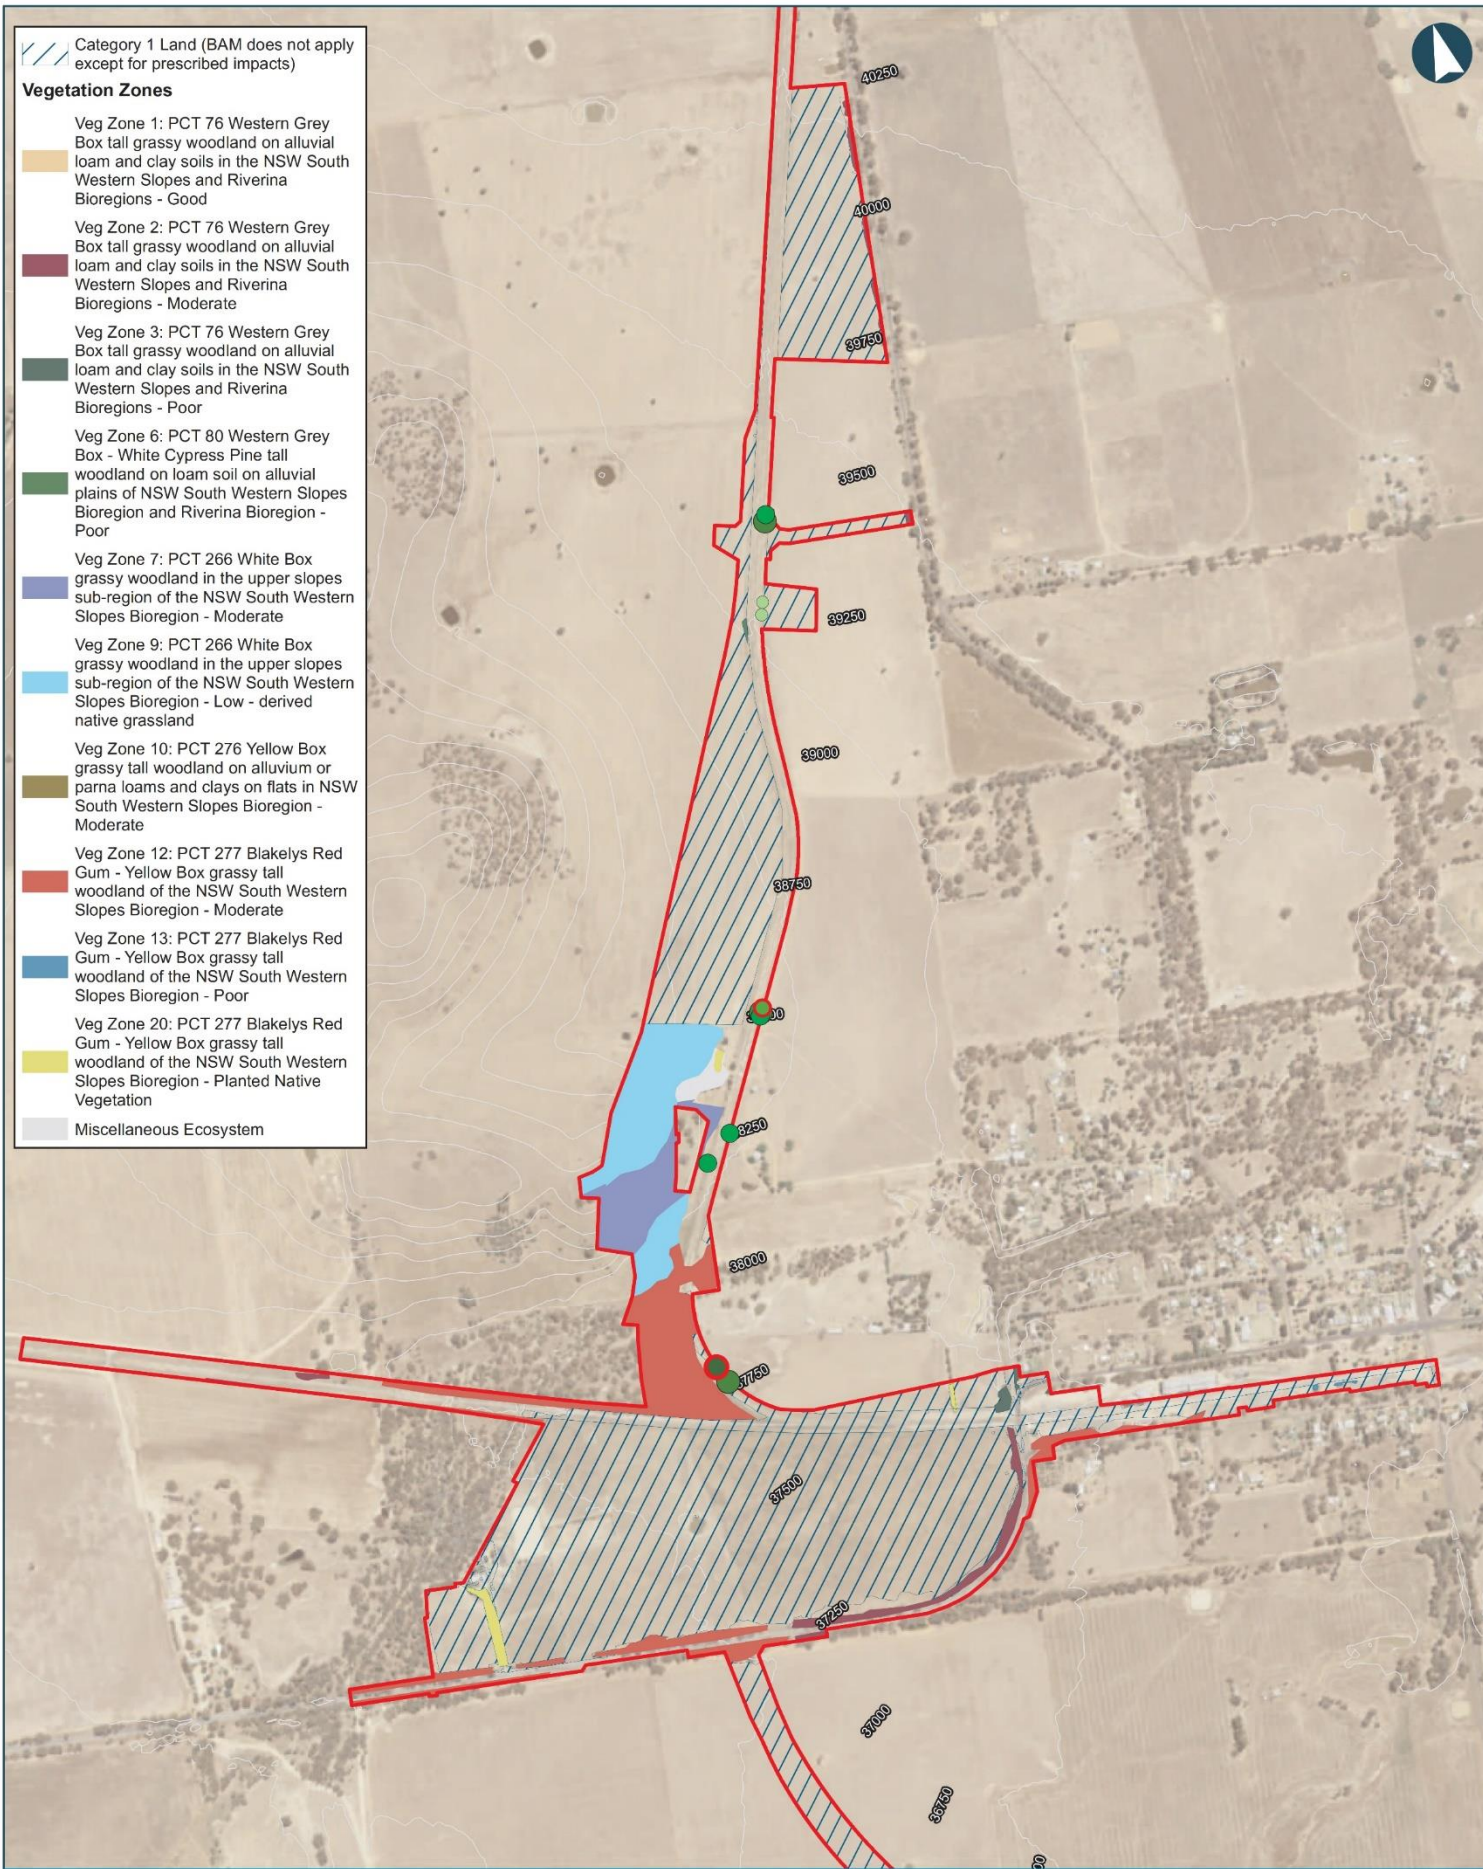 Category 1 Land (BAM does not apply
except for prescribed impacts)
Vegetation Zones
Veg Zone 1: PCT 76 Western Grey
Box tall grassy woodland on alluvial
loam and clay soils in the NSW South
Western Slopes and Riverina
Bioregions - Good
Veg Zone 2: PCT 76 Western Grey
Box tall grassy woodland on alluvial
loam and clay soils in the NSW South
Western Slopes and Riverina
Bioregions - Moderate
Veg Zone 3: PCT 76 Western Grey
Box tall grassy woodland on alluvial
loam and clay soils in the NSW South
Western Slopes and Riverina
Bioregions - Poor
Veg Zone 6: PCT 80 Western Grey
Box - White Cypress Pine tall
woodland on loam soil on alluvial
plains of NSW South Western Slopes
Bioregion and Riverina Bioregion -
Poor
Veg Zone 7: PCT 266 White Box
grassy woodland in the upper slopes
sub-region of the NSW South Western
Slopes Bioregion - Moderate
Veg Zone 9: PCT 266 White Box
grassy woodland in the upper slopes
sub-region of the NSW South Western
Slopes Bioregion - Low - derived
native grassland
Veg Zone 10: PCT 276 Yellow Box
grassy tall woodland on alluvium or
parna loams and clays on flats in NSW
South Western Slopes Bioregion -
Moderate
Veg Zone 12: PCT 277 Blakelys Red
Gum - Yellow Box grassy tall
woodland of the NSW South Western
Slopes Bioregion - Moderate
Veg Zone 13: PCT 277 Blakelys Red
Gum - Yellow Box grassy tall
woodland of the NSW South Western
Slopes Bioregion - Poor
Veg Zone 20: PCT 277 Blakelys Red
Gum - Yellow Box grassy tall
woodland of the NSW South Western
Slopes Bioregion - Planted Native
Vegetation
Miscellaneous Ecosystem
40250
40000
39750
39500
39250
39000
38750
38000
37750
37500
37250
37000
36750